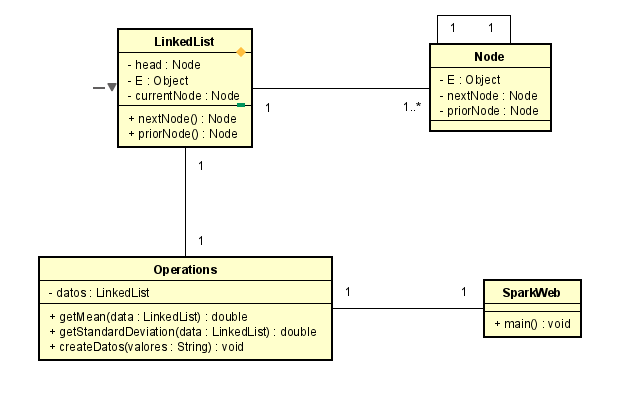 LinkedList
- head : Node
- E : Object
- currentNode : Node
+ nextNode() : Node
+ priorNode() : Node
1 1
Node
- E : Object
- nextNode : Node
- priorNode : Node
1
1..*
1
1
Operations
- datos : LinkedList
+ getMean(data : LinkedList) : double
+ getStandardDeviation(data : LinkedList) : double
+ createDatos(valores : String) : void
1
1
SparkWeb
+ main() : void